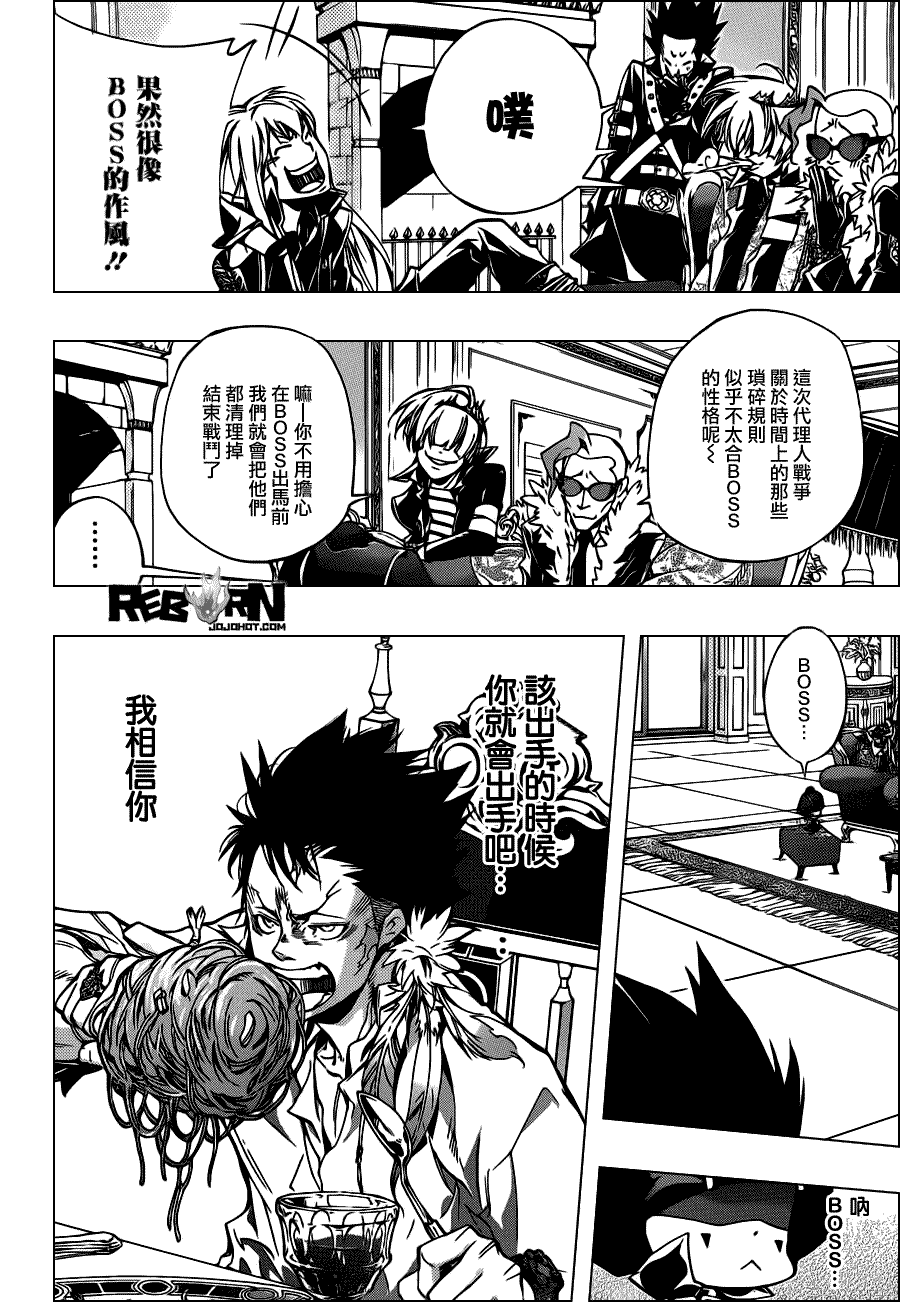 噗
果然很像
BOSS的作風!!
這次代理人戰爭
關於時間上的那些
瑣碎規則
似乎不太合BOSS
的性格呢~
嘛—你不用擔心
在BOSS出馬前
我們就會把他們
都清理掉
結束戰鬥了
……
REBORN
JOJOHOT.COM
BOSS…
吶
BOSS…
該出手的時候
你就會出手吧…
…
我相信你